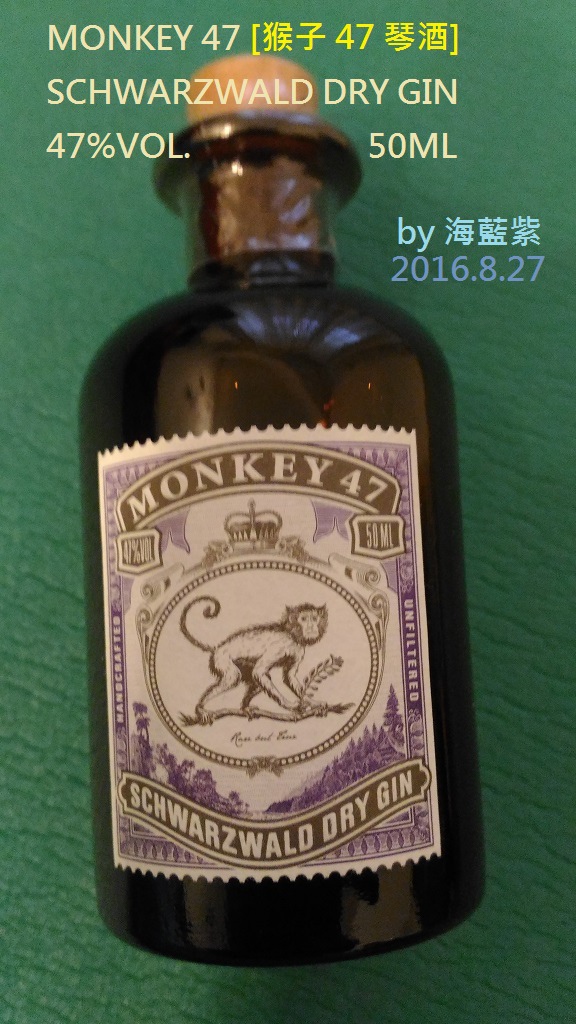 MONKEY 47 [猴子 47 琴酒]
SCHWARZWALD DRY GIN
47%VOL. 50ML
by 海藍紫
2016.8.27
MONKEY 47
47%VOL
50 ML
HANDCRAFTED
UNFILTERED
SCHWARZWALD DRY GIN